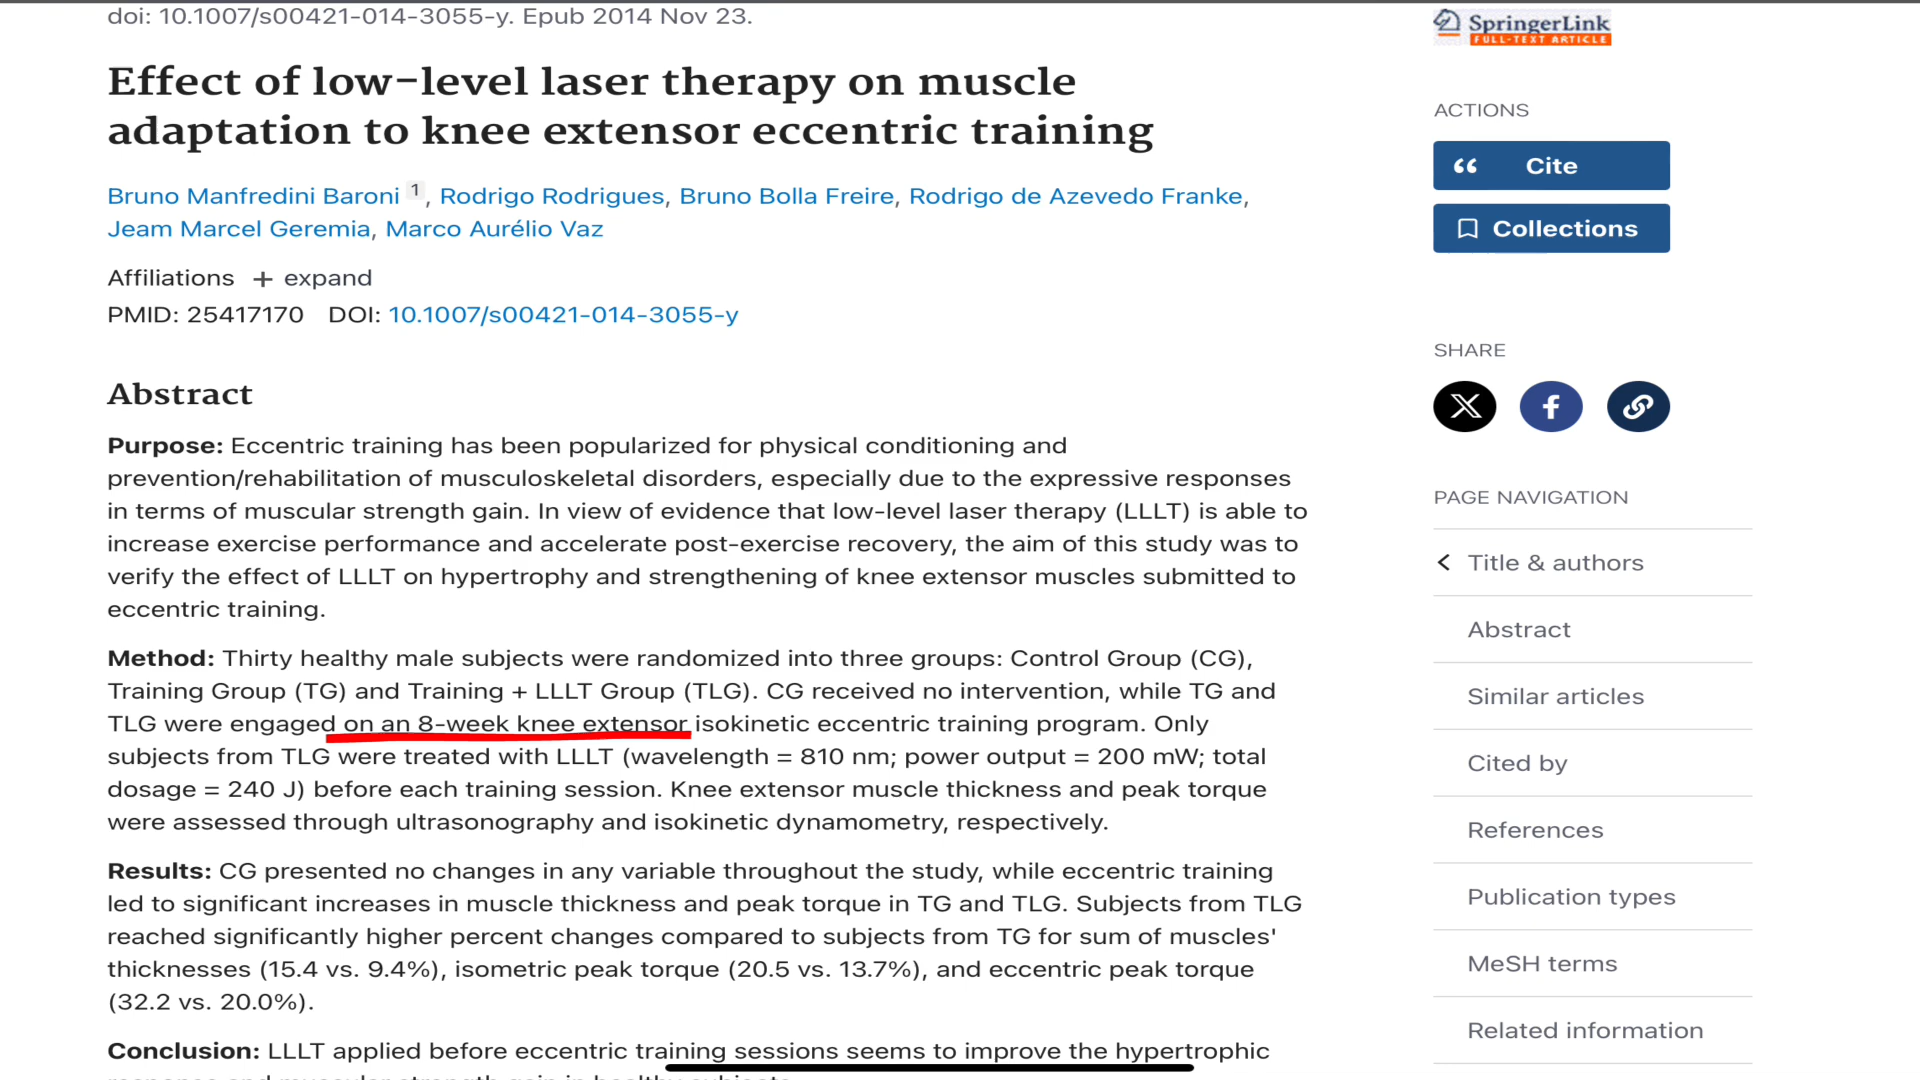 doi: 10.1007/s00421-014-3055-y. Epub 2014 Nov 23.
Effect of low-level laser therapy on muscle
adaptation to knee extensor eccentric training
Bruno Manfredini Baroni 1, Rodrigo Rodrigues, Bruno Bolla Freire, Rodrigo de Azevedo Franke,
Jeam Marcel Geremia, Marco Aurélio Vaz
Affiliations + expand
PMID: 25417170 DOI: 10.1007/s00421-014-3055-y
Abstract
Purpose: Eccentric training has been popularized for physical conditioning and
prevention/rehabilitation of musculoskeletal disorders, especially due to the expressive responses
in terms of muscular strength gain. In view of evidence that low-level laser therapy (LLLT) is able to
increase exercise performance and accelerate post-exercise recovery, the aim of this study was to
verify the effect of LLLT on hypertrophy and strengthening of knee extensor muscles submitted to
eccentric training.
Method: Thirty healthy male subjects were randomized into three groups: Control Group (CG),
Training Group (TG) and Training + LLLT Group (TLG). CG received no intervention, while TG and
TLG were engaged on an 8-week knee extensor isokinetic eccentric training program. Only
subjects from TLG were treated with LLLT (wavelength = 810 nm; power output = 200 mW; total
dosage = 240 J) before each training session. Knee extensor muscle thickness and peak torque
were assessed through ultrasonography and isokinetic dynamometry, respectively.
Results: CG presented no changes in any variable throughout the study, while eccentric training
led to significant increases in muscle thickness and peak torque in TG and TLG. Subjects from TLG
reached significantly higher percent changes compared to subjects from TG for sum of muscles'
thicknesses (15.4 vs. 9.4%), isometric peak torque (20.5 vs. 13.7%), and eccentric peak torque
(32.2 vs. 20.0%).
Conclusion: LLLT applied before eccentric training sessions seems to improve the hypertrophic
SpringerLink
FULL-TEXT ARTICLE
ACTIONS
Cite
Collections
SHARE
PAGE NAVIGATION
Title & authors
Abstract
Similar articles
Cited by
References
Publication types
MeSH terms
Related information